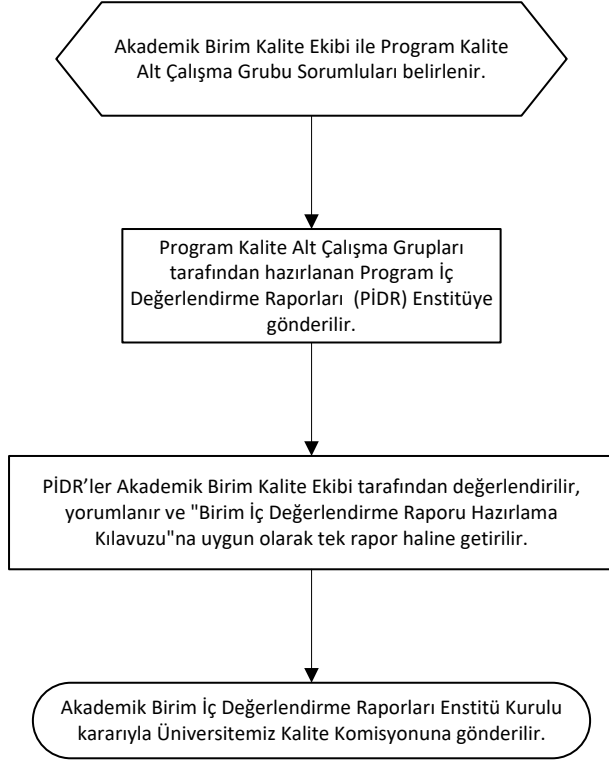 Akademik Birim Kalite Ekibi ile Program Kalite
Alt Çalışma Grubu Sorumluları belirlenir.
Program Kalite Alt Çalışma Grupları
tarafından hazırlanan Program İç
Değerlendirme Raporları  (PİDR) Enstitüye
gönderilir.
PİDR’ler Akademik Birim Kalite Ekibi tarafından değerlendirilir,
yorumlanır ve "Birim İç Değerlendirme Raporu Hazırlama
Kılavuzu"na uygun olarak tek rapor haline getirilir.
Akademik Birim İç Değerlendirme Raporları Enstitü Kurulu
kararıyla Üniversitemiz Kalite Komisyonuna gönderilir.